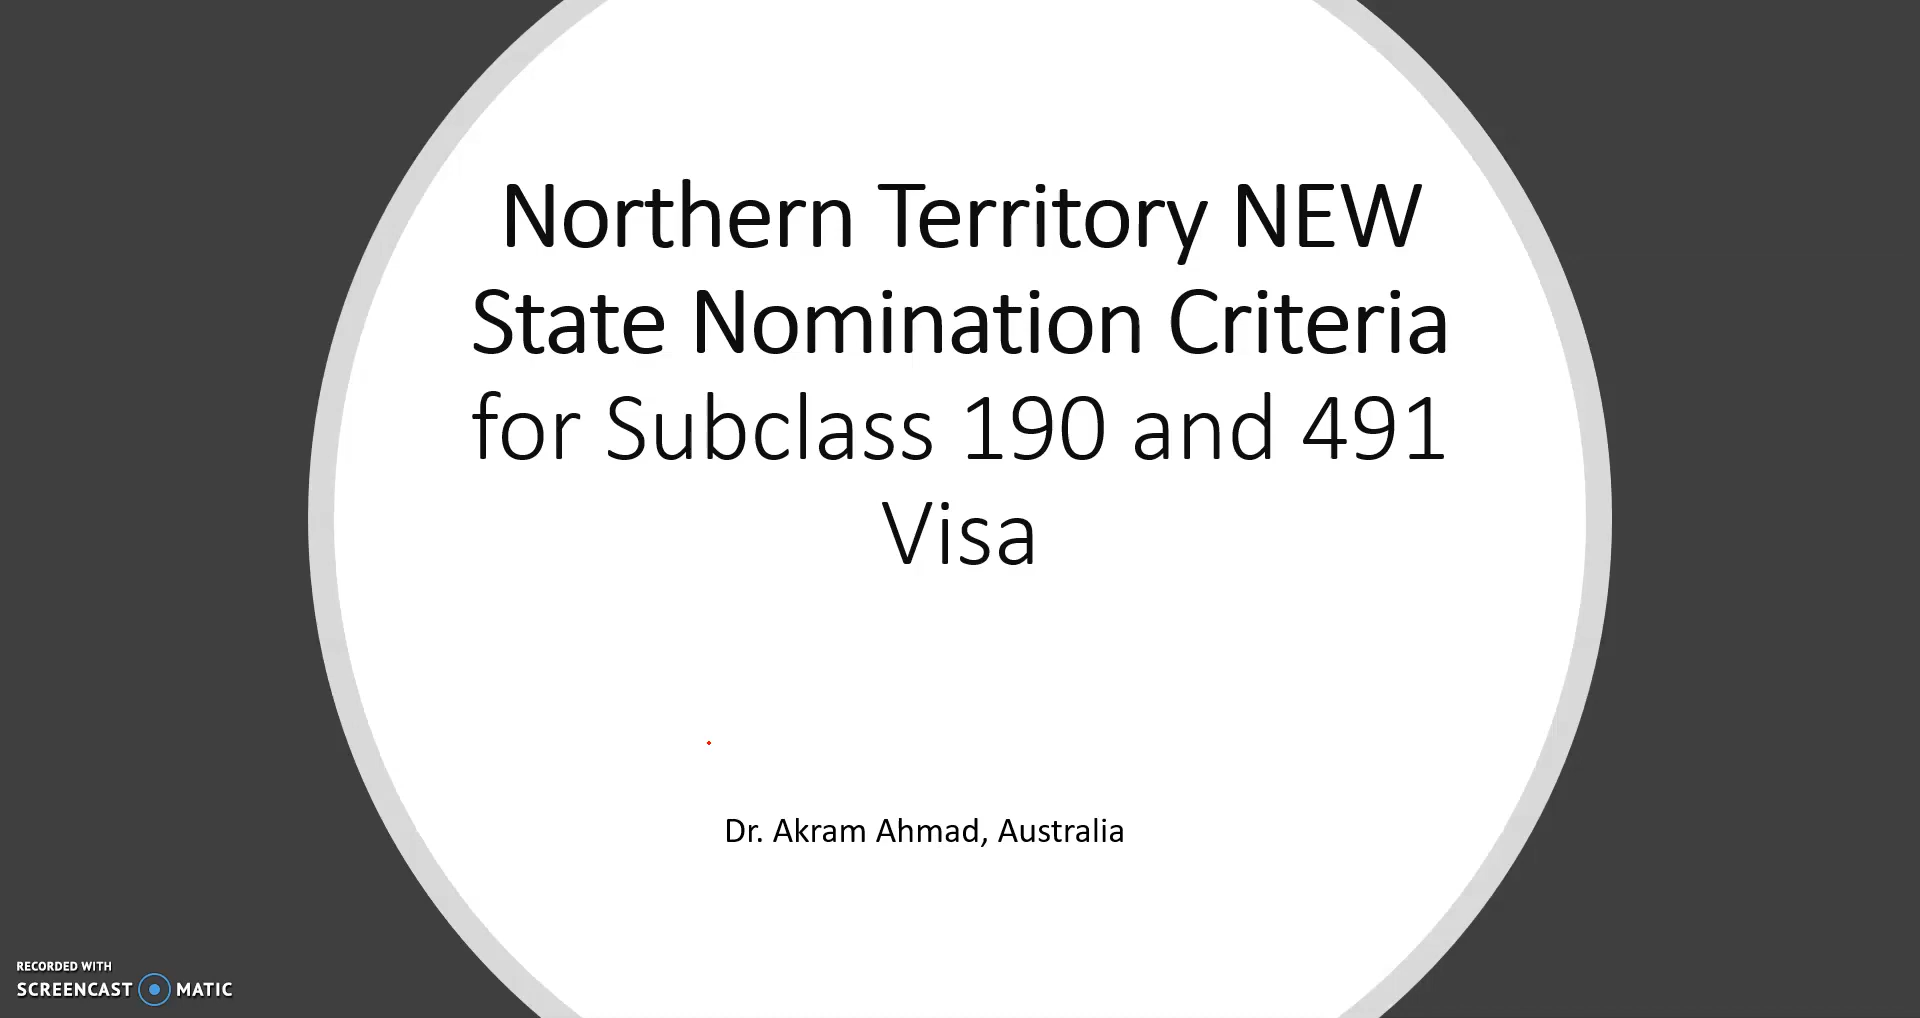 Northern Territory NEW
State Nomination Criteria
for Subclass 190 and 491
Visa
Dr. Akram Ahmad, Australia
RECORDED WITH
SCREENCAST MATIC